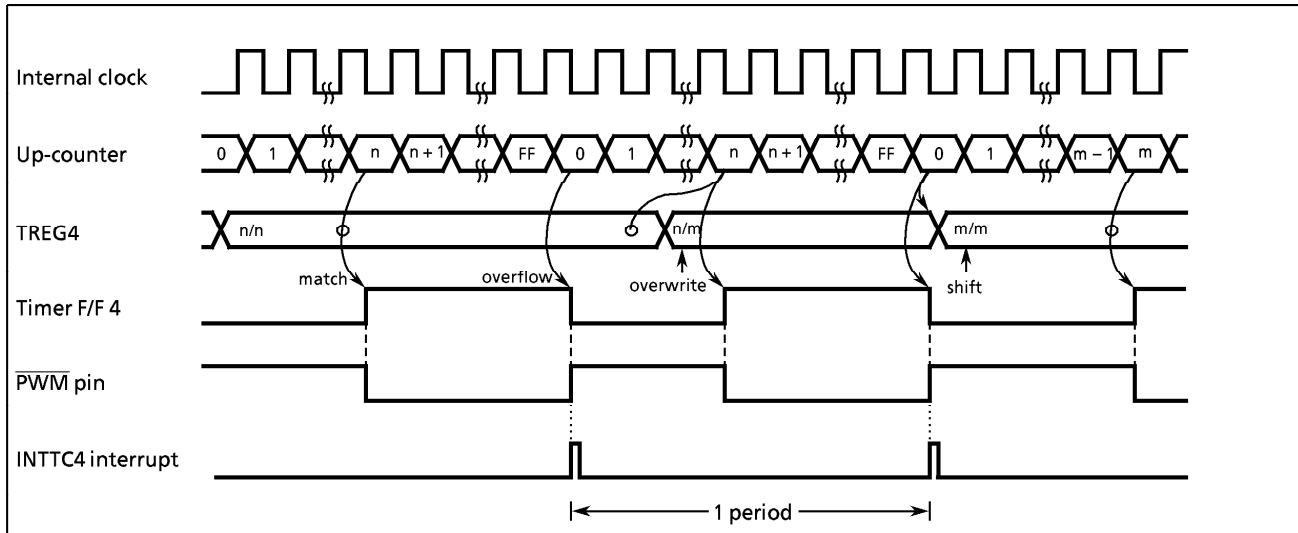 Internal clock
Up-counter 0 1 n n + 1 FF 0 1 n n + 1 FF 0 1 m − 1 m
TREG4 n/n n/m m/m
match overflow overwrite shift
Timer F/F 4
PWM pin
INTTC4 interrupt
1 period